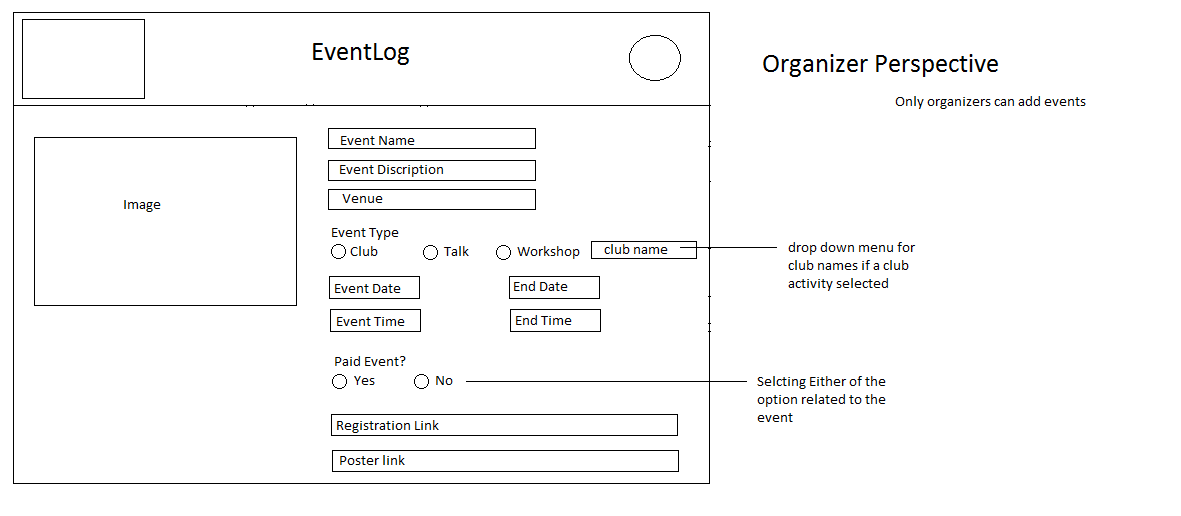 EventLog
Organizer Perspective
Only organizers can add events
Event Name
Event Discription
Venue
Image
Event Type
Club
Talk
Workshop
club name
drop down menu for
club names if a club
activity selected
Event Date
End Date
Event Time
End Time
Paid Event?
Yes
No
Selcting Either of the
option related to the
event
Registration Link
Poster link